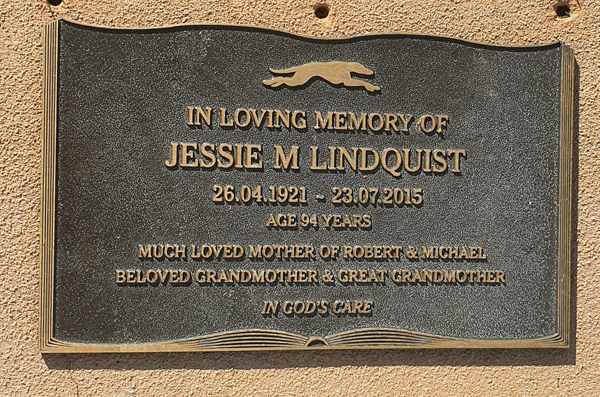 IN LOVING MEMORY OF
JESSIE M LINDQUIST
26.04.1921 - 23.07.2015
AGE 94 YEARS
MUCH LOVED MOTHER OF ROBERT & MICHAEL
BELOVED GRANDMOTHER & GREAT GRANDMOTHER
IN GOD'S CARE